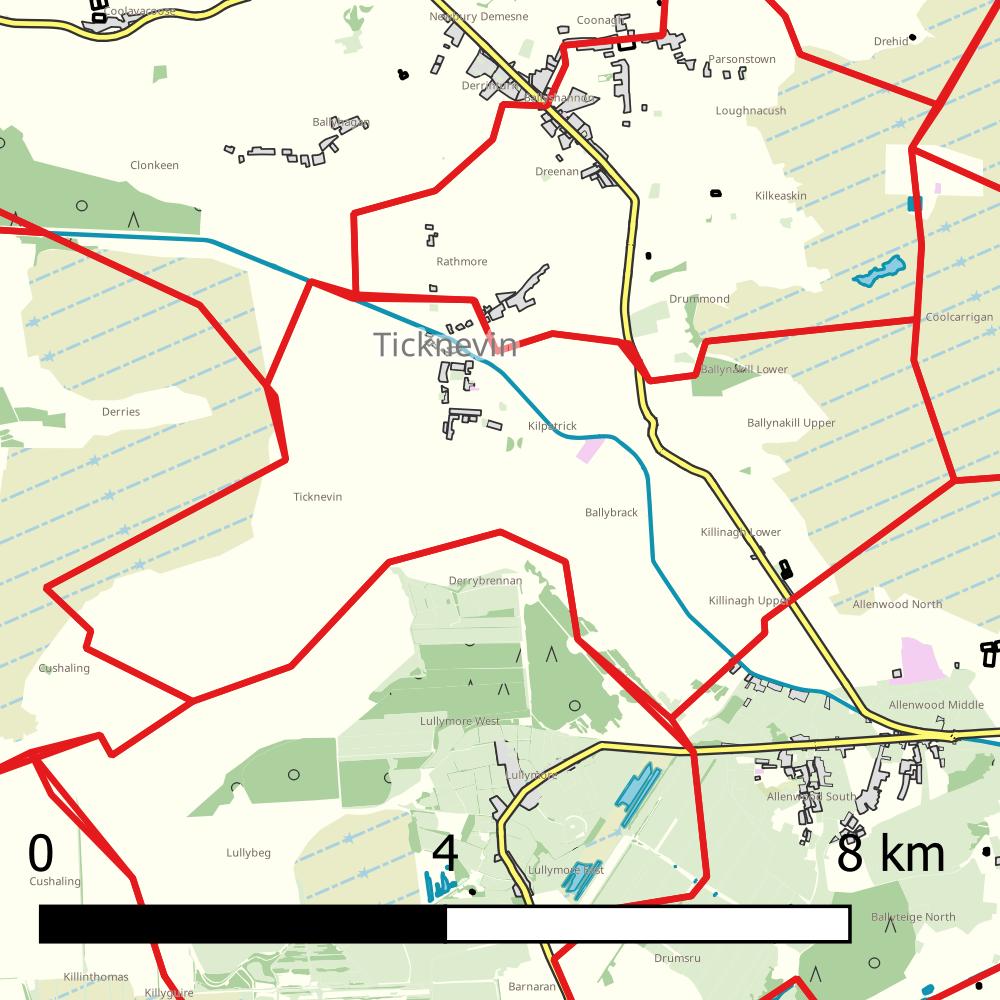 Coolavacoose
Newbury Demesne
Coonagh
Drehid
Parsonstown
Derrinturn
Ballyshannon
Loughnacush
Ballyhagan
Clonkeen
Dreenan
Kilkeaskin
Rathmore
Drummond
Coolcarrigan
Ticknevin
Ballynakill Lower
Derries
Kilpatrick
Ballynakill Upper
Ticknevin
Ballybrack
Killinagh Lower
Derrybrennan
Killinagh Upper
Allenwood North
Cushaling
Allenwood Middle
Lullymore West
Lullymore
Allenwood South
0 4 8 km
Lullybeg
Lullymore East
Cushaling
Ballyteige North
Drumsru
Killinthomas
Barnaran
Killyguire